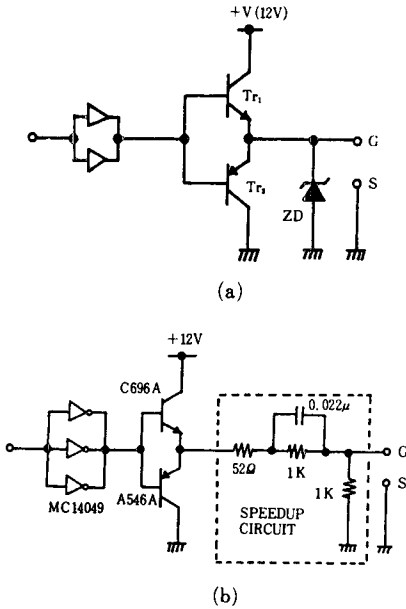 +V (12V)
Tr₁
G
Tr₂
S
ZD
(a)
+12V
C696A
0.022μ
G
52Ω
1K
1K
S
MC14049
A546A
SPEEDUP
CIRCUIT
(b)